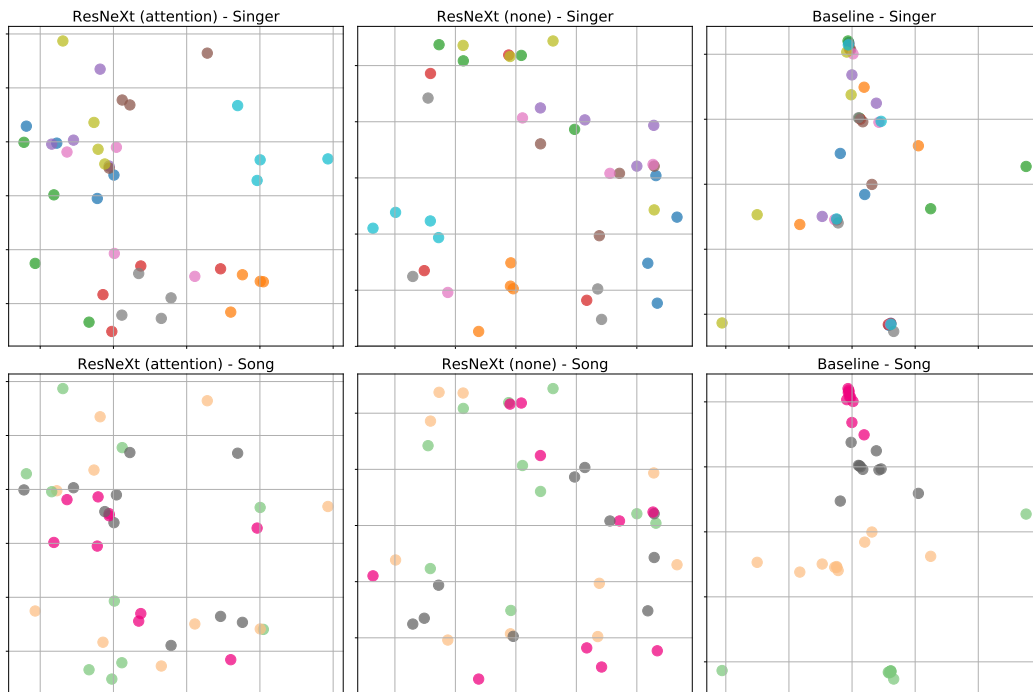 ResNeXt (attention) - Singer
ResNeXt (none) - Singer
Baseline - Singer
ResNeXt (attention) - Song
ResNeXt (none) - Song
Baseline - Song